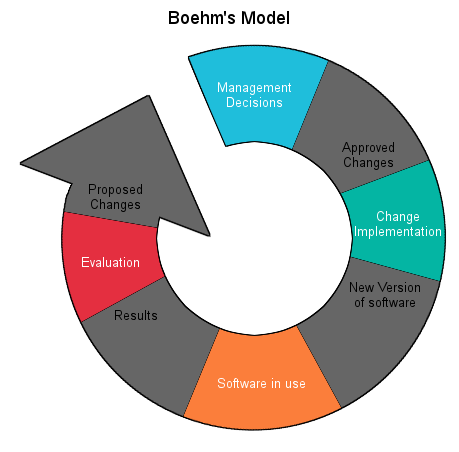 Boehm's Model
Management
Decisions
Approved
Changes
Change
Implementation
New Version
of software
Software in use
Results
Evaluation
Proposed
Changes